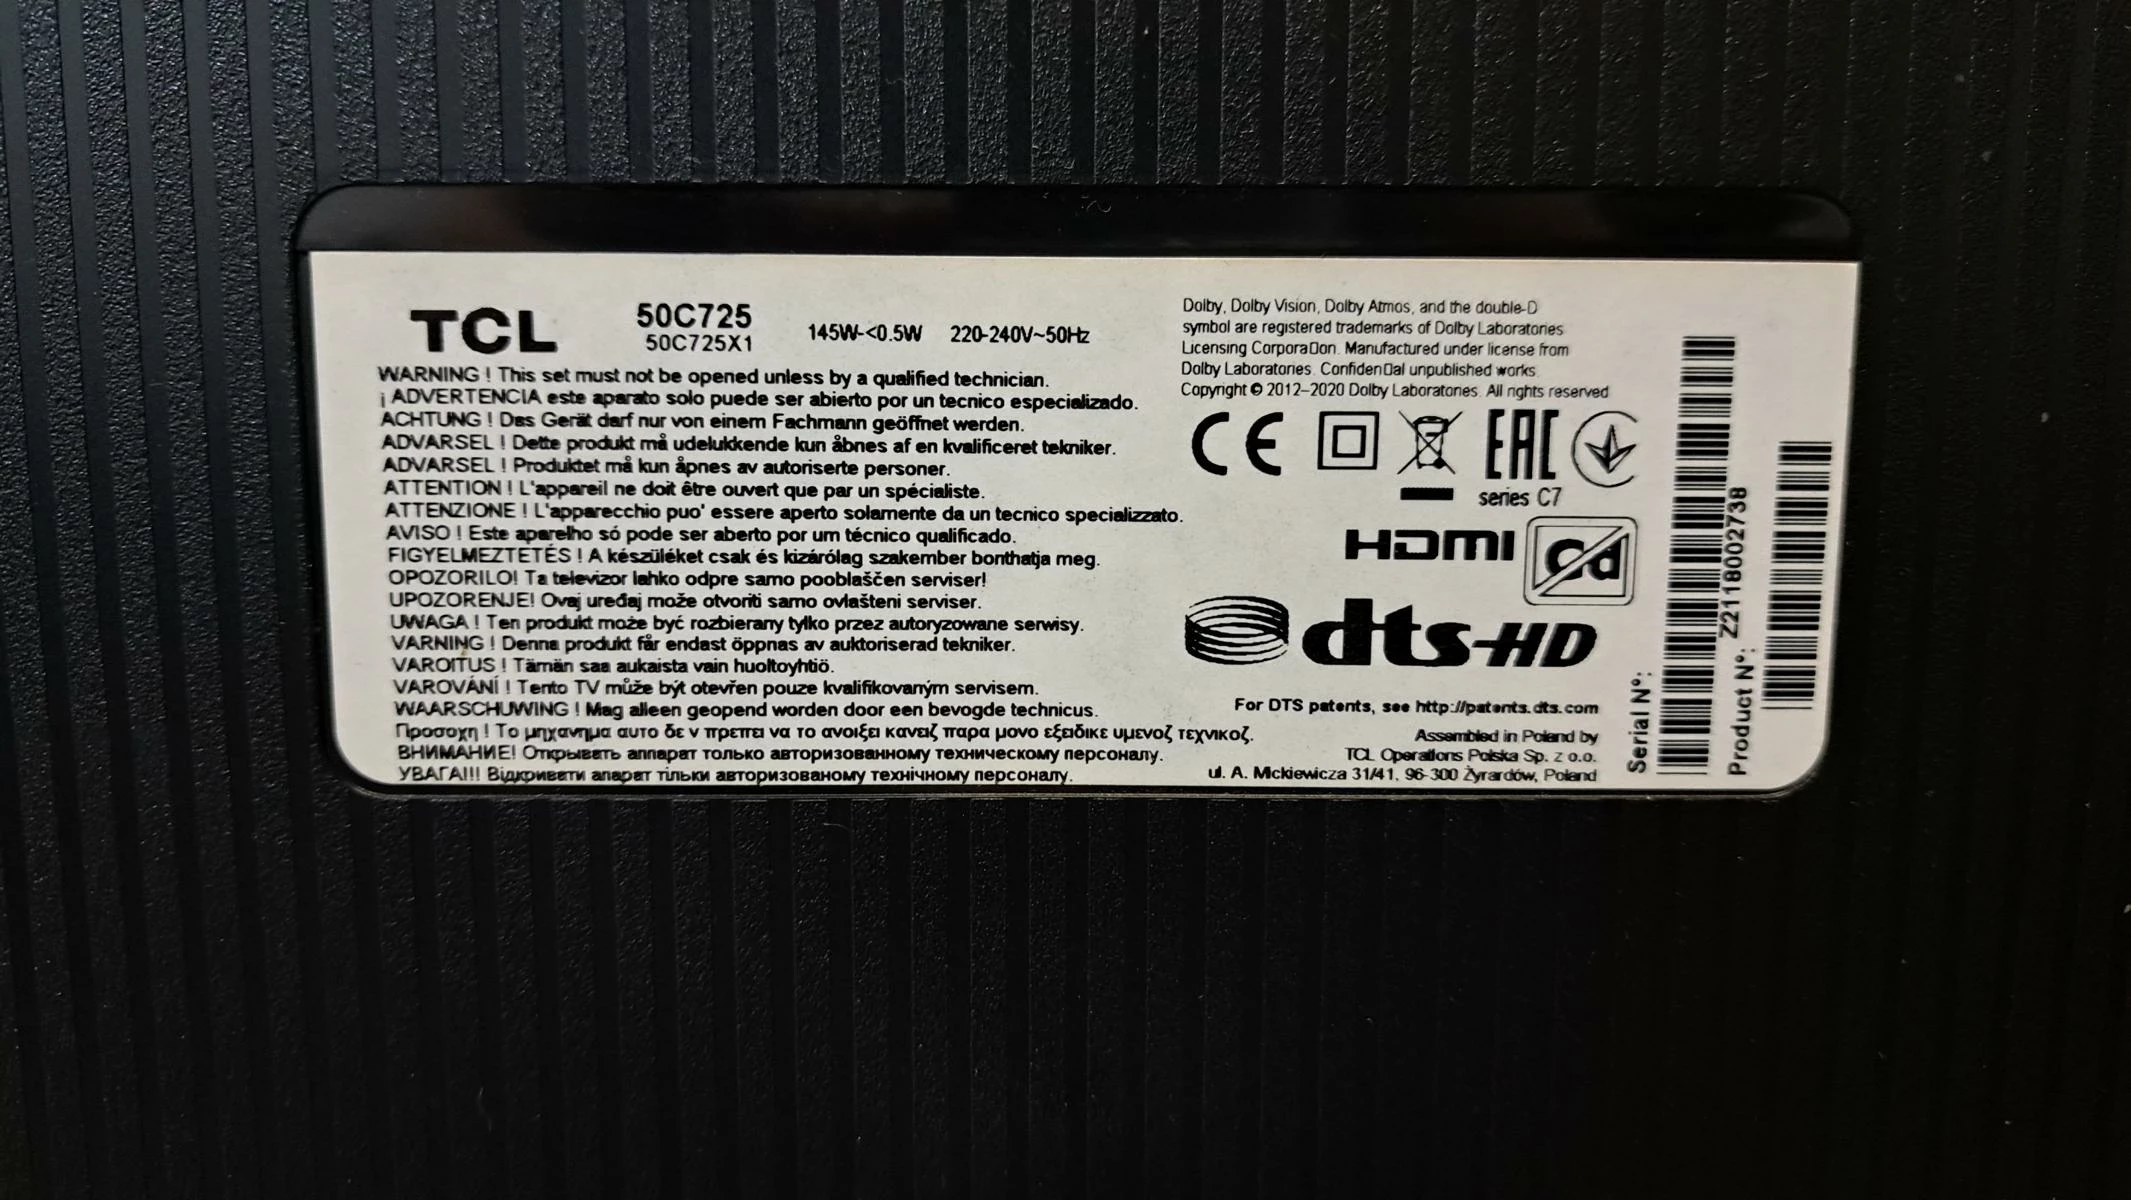 TCL
50C725
50C725X1
145W-<0.5W 220-240V~50Hz
WARNING ! This set must not be opened unless by a qualified technician.
¡ ADVERTENCIA este aparato solo puede ser abierto por un tecnico especializado.
ACHTUNG ! Das Gerät darf nur von einem Fachmann geöffnet werden.
ADVARSEL ! Dette produkt må udelukkende kun åbnes af en kvalificeret tekniker.
ADVARSEL ! Produktet må kun åpnes av autoriserte personer.
ATTENTION ! L'appareil ne doit être ouvert que par un spécialiste.
ATTENZIONE ! L'apparecchio puo' essere aperto solamente da un tecnico specializzato.
AVISO ! Este aparelho só pode ser aberto por um técnico qualificado.
FIGYELMEZTETÉS ! A készüléket csak és kizárólag szakember bonthatja meg.
OPOZORILO! Ta televizor lahko odpre samo pooblaščen serviser!
UPOZORENJE! Ovaj uređaj može otvoriti samo ovlašteni serviser.
UWAGA ! Ten produkt może być rozbierany tylko przez autoryzowane serwisy.
VARNING ! Denna produkt får endast öppnas av auktoriserad tekniker.
VAROITUS ! Tämän saa aukaista vain huoltoyhtiö.
VAROVÁNÍ ! Tento TV může být otevřen pouze kvalifikovaným servisem.
WAARSCHUWING ! Mag alleen geopend worden door een bevogde technicus.
Προσοχη ! Το μηχανημα αυτο δε ν πρεπει να το ανοιξει κανειζ παρα μονο εξειδικε υμενοζ τεχνικοζ.
ВНИМАНИЕ! Открывать аппарат только авторизованному техническому персоналу.
УВАГА!!! Відкривати апарат тільки авторизованому технічному персоналу.
Dolby, Dolby Vision, Dolby Atmos, and the double-D
symbol are registered trademarks of Dolby Laboratories
Licensing Corpora□on. Manufactured under license from
Dolby Laboratories. Confiden□al unpublished works.
Copyright © 2012–2020 Dolby Laboratories. All rights reserved
CE EAC
series C7
HDMI Cd
dts-HD
For DTS patents, see http://patents.dts.com
Assembled in Poland by
TCL Operations Polska Sp. z o.o.
ul. A. Mickiewicza 31/41, 96-300 Żyrardów, Poland
Serial N°:
Z2118002738
Product N°: